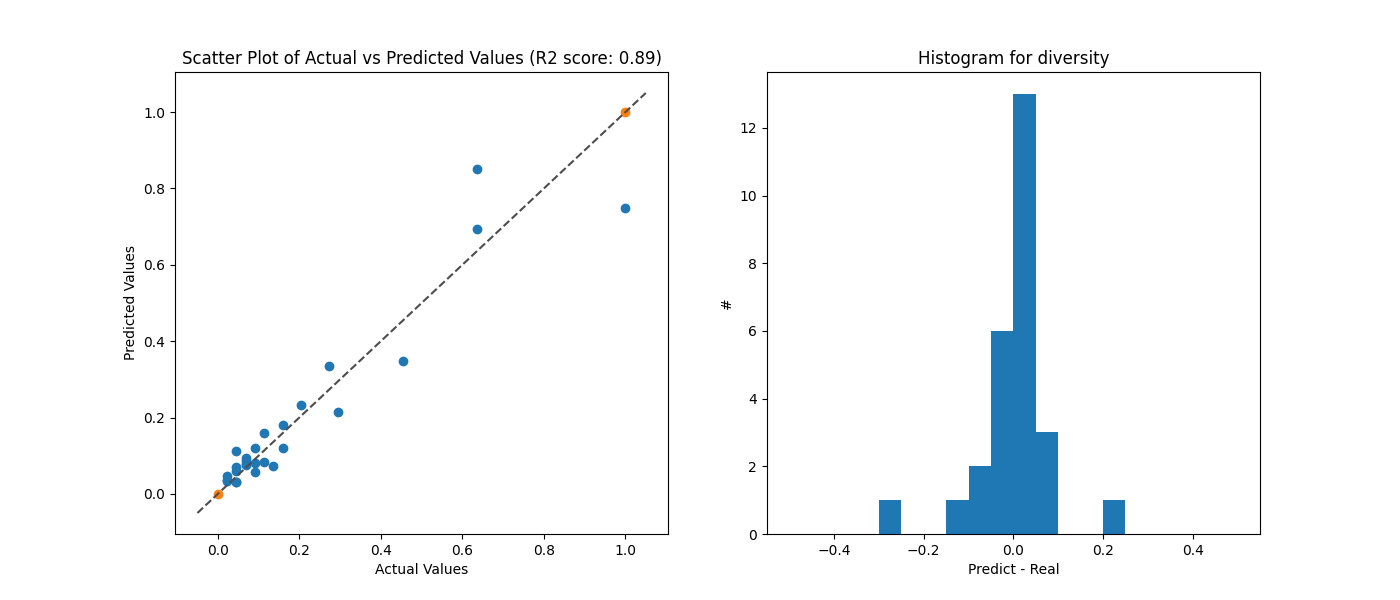 Scatter Plot of Actual vs Predicted Values (R2 score: 0.89)
1.0
0.8
0.6
0.4
0.2
0.0
Predicted Values
0.0 0.2 0.4 0.6 0.8 1.0
Actual Values
Histogram for diversity
12
10
8
6
4
2
0
#
−0.4 −0.2 0.0 0.2 0.4
Predict - Real